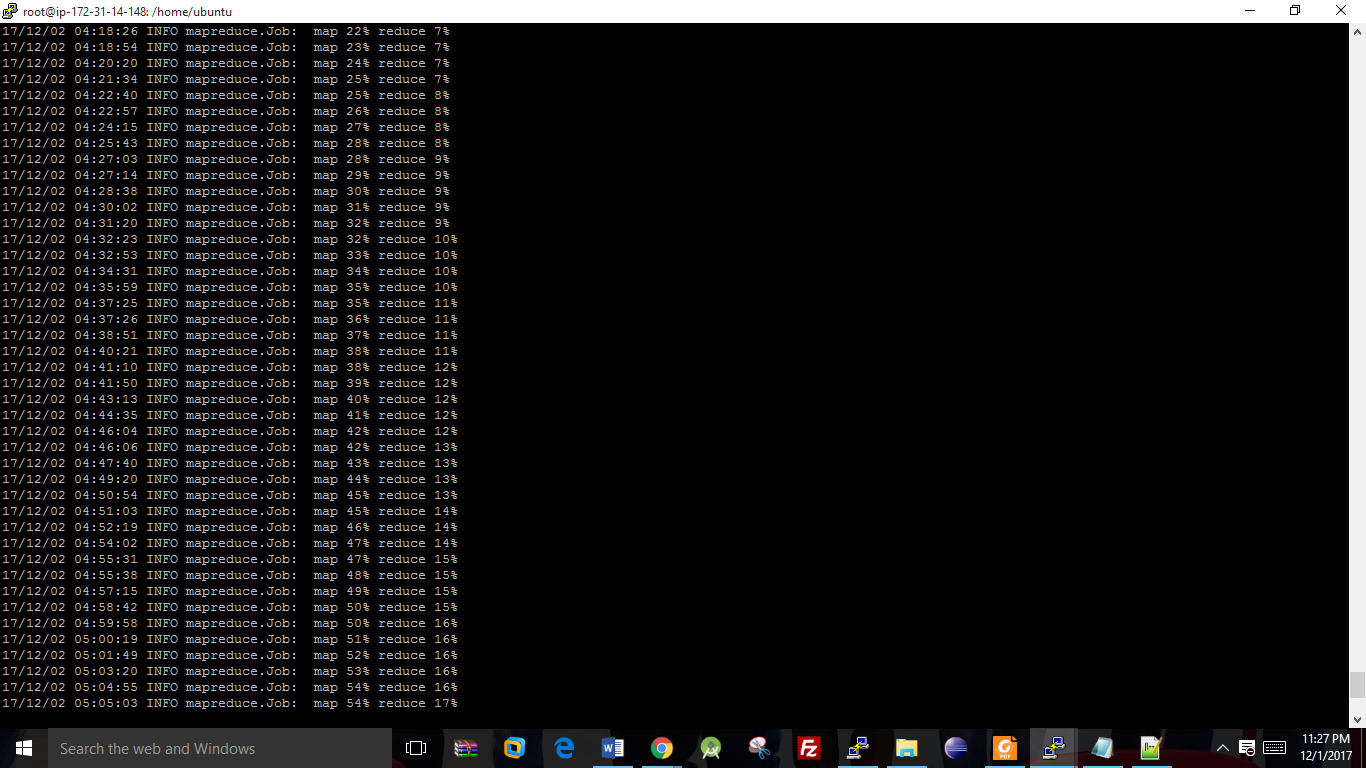 root@ip-172-31-14-148: /home/ubuntu
17/12/02 04:18:26 INFO mapreduce.Job:  map 22% reduce 7%
17/12/02 04:18:54 INFO mapreduce.Job:  map 23% reduce 7%
17/12/02 04:20:20 INFO mapreduce.Job:  map 24% reduce 7%
17/12/02 04:21:34 INFO mapreduce.Job:  map 25% reduce 7%
17/12/02 04:22:40 INFO mapreduce.Job:  map 25% reduce 8%
17/12/02 04:22:57 INFO mapreduce.Job:  map 26% reduce 8%
17/12/02 04:24:15 INFO mapreduce.Job:  map 27% reduce 8%
17/12/02 04:25:43 INFO mapreduce.Job:  map 28% reduce 8%
17/12/02 04:27:03 INFO mapreduce.Job:  map 28% reduce 9%
17/12/02 04:27:14 INFO mapreduce.Job:  map 29% reduce 9%
17/12/02 04:28:38 INFO mapreduce.Job:  map 30% reduce 9%
17/12/02 04:30:02 INFO mapreduce.Job:  map 31% reduce 9%
17/12/02 04:31:20 INFO mapreduce.Job:  map 32% reduce 9%
17/12/02 04:32:23 INFO mapreduce.Job:  map 32% reduce 10%
17/12/02 04:32:53 INFO mapreduce.Job:  map 33% reduce 10%
17/12/02 04:34:31 INFO mapreduce.Job:  map 34% reduce 10%
17/12/02 04:35:59 INFO mapreduce.Job:  map 35% reduce 10%
17/12/02 04:37:25 INFO mapreduce.Job:  map 35% reduce 11%
17/12/02 04:37:26 INFO mapreduce.Job:  map 36% reduce 11%
17/12/02 04:38:51 INFO mapreduce.Job:  map 37% reduce 11%
17/12/02 04:40:21 INFO mapreduce.Job:  map 38% reduce 11%
17/12/02 04:41:10 INFO mapreduce.Job:  map 38% reduce 12%
17/12/02 04:41:50 INFO mapreduce.Job:  map 39% reduce 12%
17/12/02 04:43:13 INFO mapreduce.Job:  map 40% reduce 12%
17/12/02 04:44:35 INFO mapreduce.Job:  map 41% reduce 12%
17/12/02 04:46:04 INFO mapreduce.Job:  map 42% reduce 12%
17/12/02 04:46:06 INFO mapreduce.Job:  map 42% reduce 13%
17/12/02 04:47:40 INFO mapreduce.Job:  map 43% reduce 13%
17/12/02 04:49:20 INFO mapreduce.Job:  map 44% reduce 13%
17/12/02 04:50:54 INFO mapreduce.Job:  map 45% reduce 13%
17/12/02 04:51:03 INFO mapreduce.Job:  map 45% reduce 14%
17/12/02 04:52:19 INFO mapreduce.Job:  map 46% reduce 14%
17/12/02 04:54:02 INFO mapreduce.Job:  map 47% reduce 14%
17/12/02 04:55:31 INFO mapreduce.Job:  map 47% reduce 15%
17/12/02 04:55:38 INFO mapreduce.Job:  map 48% reduce 15%
17/12/02 04:57:15 INFO mapreduce.Job:  map 49% reduce 15%
17/12/02 04:58:42 INFO mapreduce.Job:  map 50% reduce 15%
17/12/02 04:59:58 INFO mapreduce.Job:  map 50% reduce 16%
17/12/02 05:00:19 INFO mapreduce.Job:  map 51% reduce 16%
17/12/02 05:01:49 INFO mapreduce.Job:  map 52% reduce 16%
17/12/02 05:03:20 INFO mapreduce.Job:  map 53% reduce 16%
17/12/02 05:04:55 INFO mapreduce.Job:  map 54% reduce 16%
17/12/02 05:05:03 INFO mapreduce.Job:  map 54% reduce 17%
Search the web and Windows
11:27 PM
12/1/2017